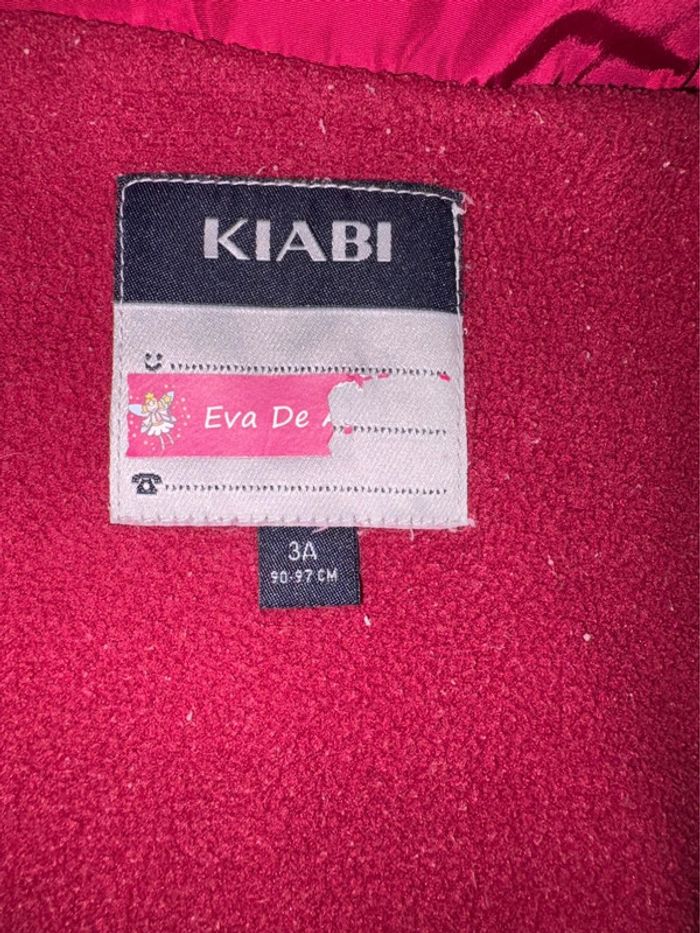 KIABI
Eva De
3A
90-97 CM